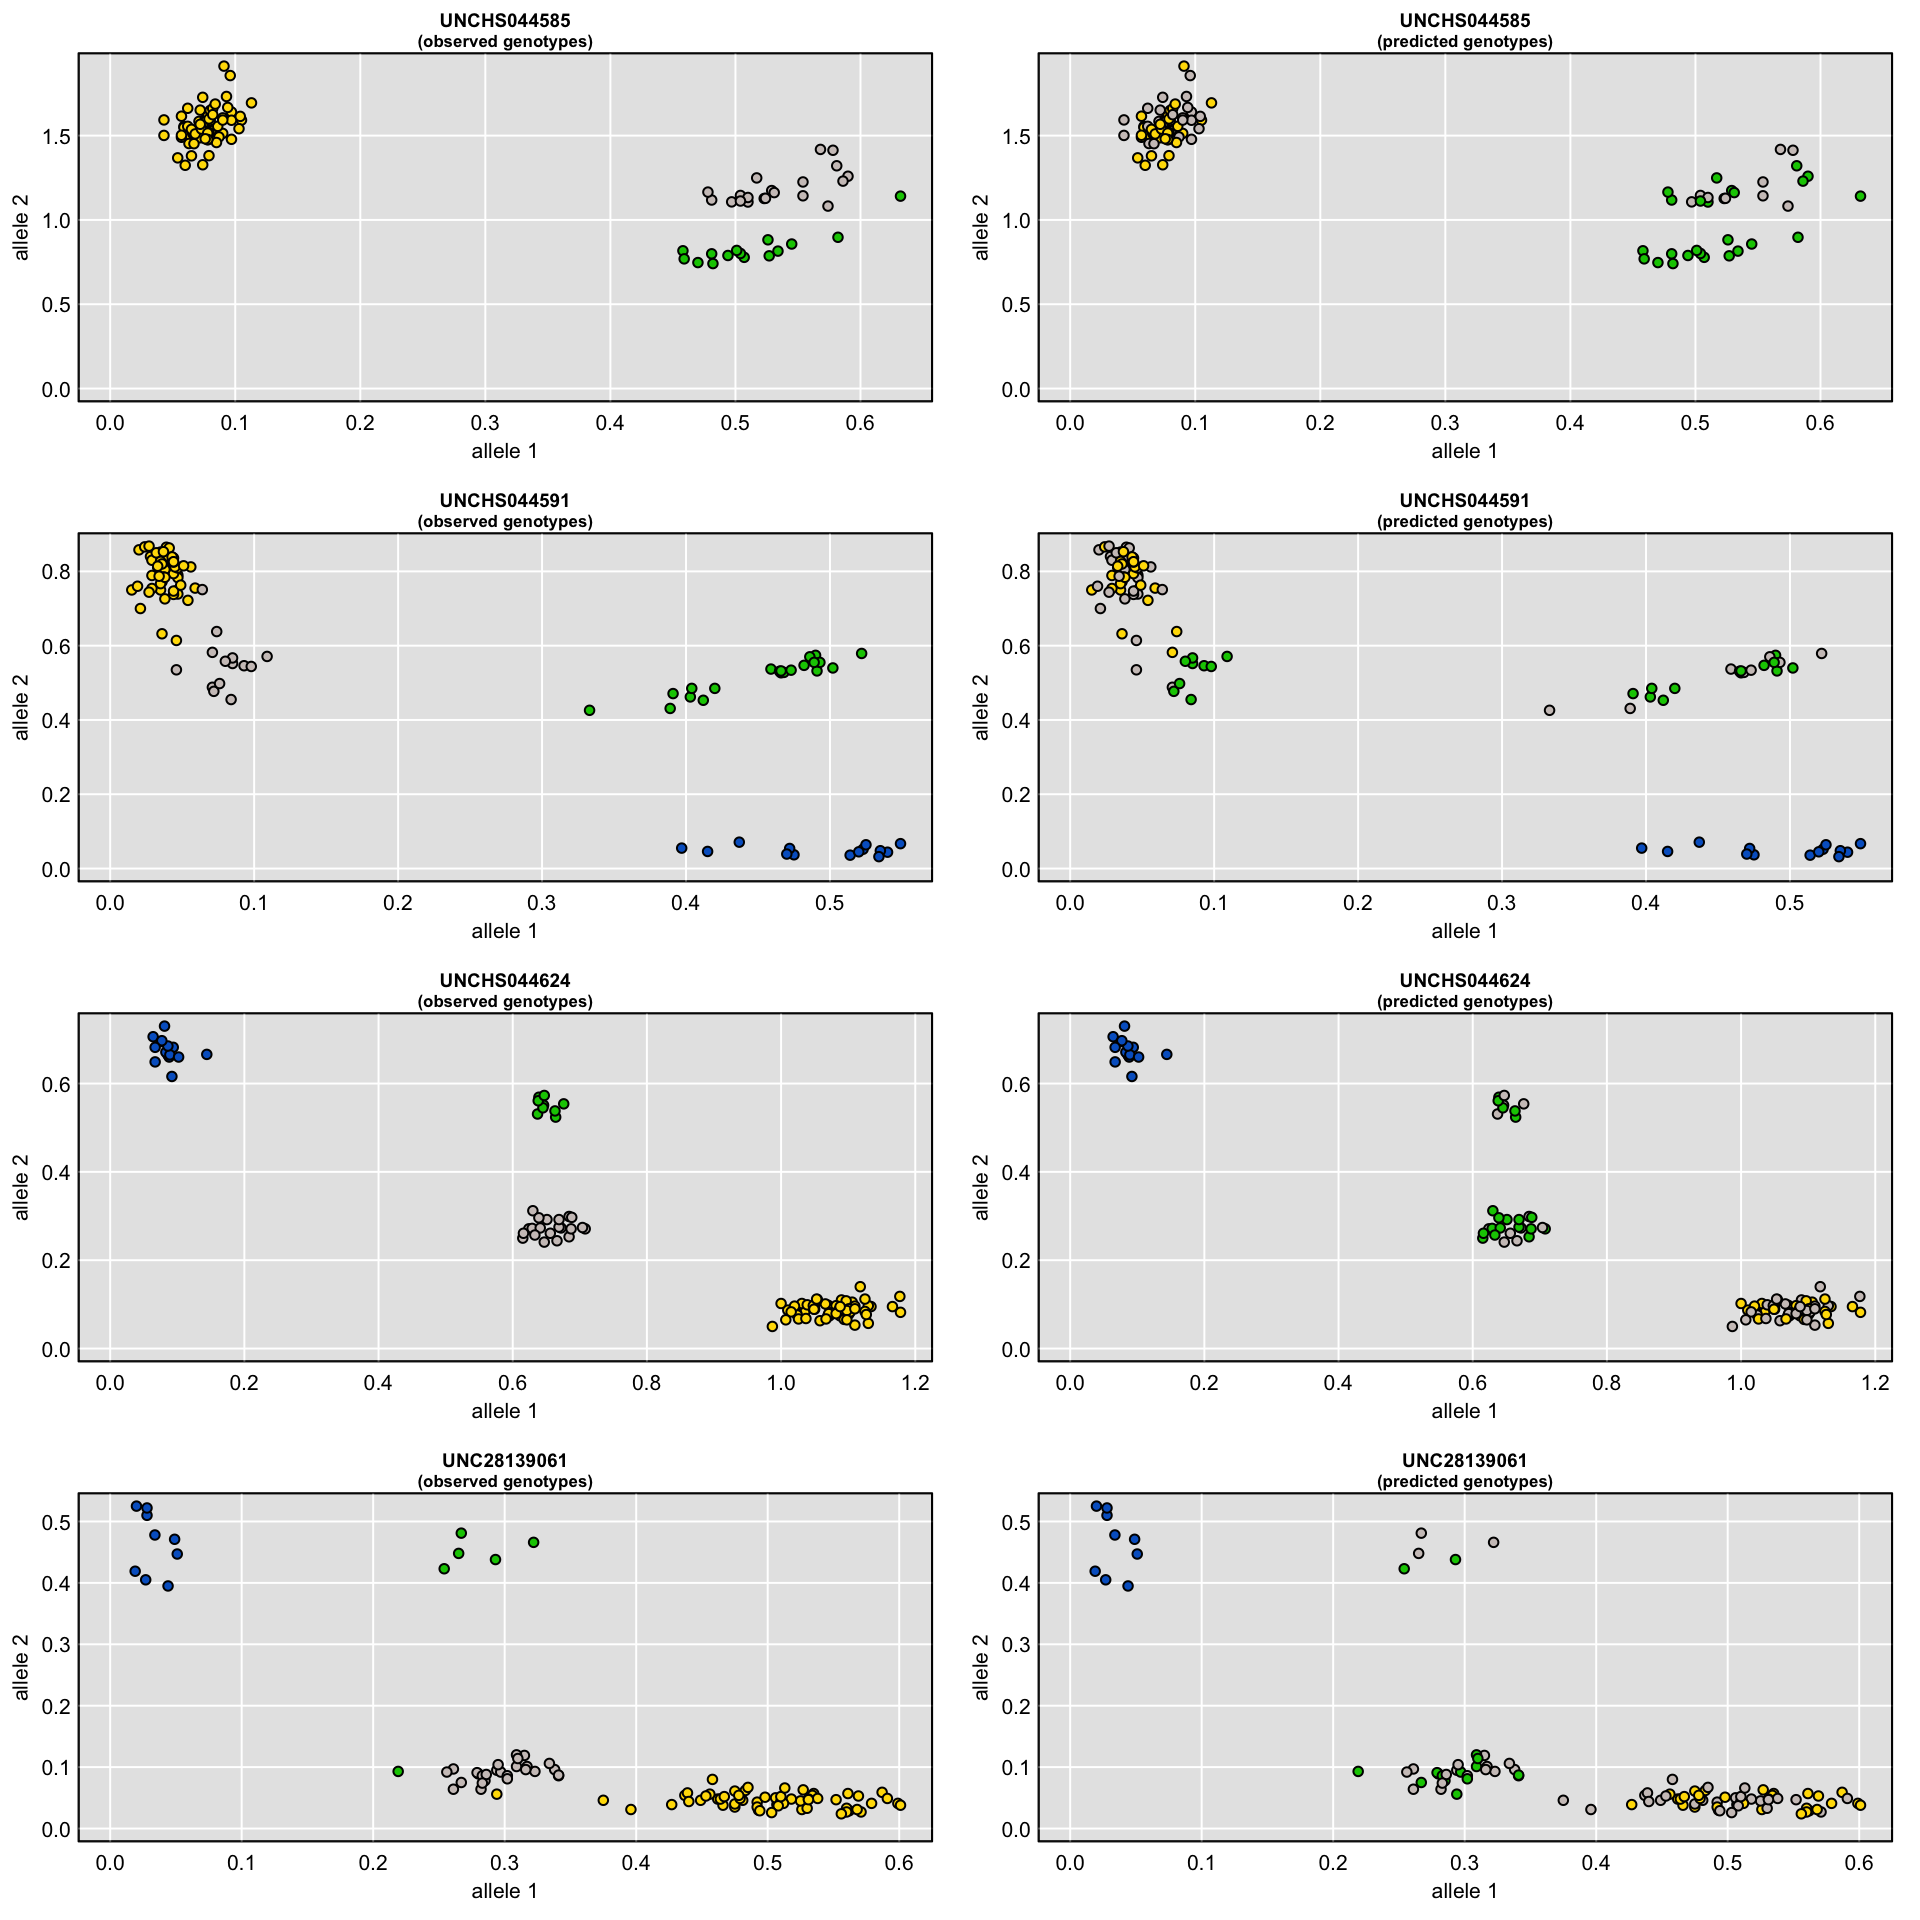 UNCHS044585
(observed genotypes)
allele 2
0.0 0.5 1.0 1.5
0.0 0.1 0.2 0.3 0.4 0.5 0.6
allele 1
UNCHS044585
(predicted genotypes)
allele 2
0.0 0.5 1.0 1.5
0.0 0.1 0.2 0.3 0.4 0.5 0.6
allele 1
UNCHS044591
(observed genotypes)
allele 2
0.0 0.2 0.4 0.6 0.8
0.0 0.1 0.2 0.3 0.4 0.5
allele 1
UNCHS044591
(predicted genotypes)
allele 2
0.0 0.2 0.4 0.6 0.8
0.0 0.1 0.2 0.3 0.4 0.5
allele 1
UNCHS044624
(observed genotypes)
allele 2
0.0 0.2 0.4 0.6
0.0 0.2 0.4 0.6 0.8 1.0 1.2
allele 1
UNCHS044624
(predicted genotypes)
allele 2
0.0 0.2 0.4 0.6
0.0 0.2 0.4 0.6 0.8 1.0 1.2
allele 1
UNC28139061
(observed genotypes)
allele 2
0.0 0.1 0.2 0.3 0.4 0.5
0.0 0.1 0.2 0.3 0.4 0.5 0.6
allele 1
UNC28139061
(predicted genotypes)
allele 2
0.0 0.1 0.2 0.3 0.4 0.5
0.0 0.1 0.2 0.3 0.4 0.5 0.6
allele 1